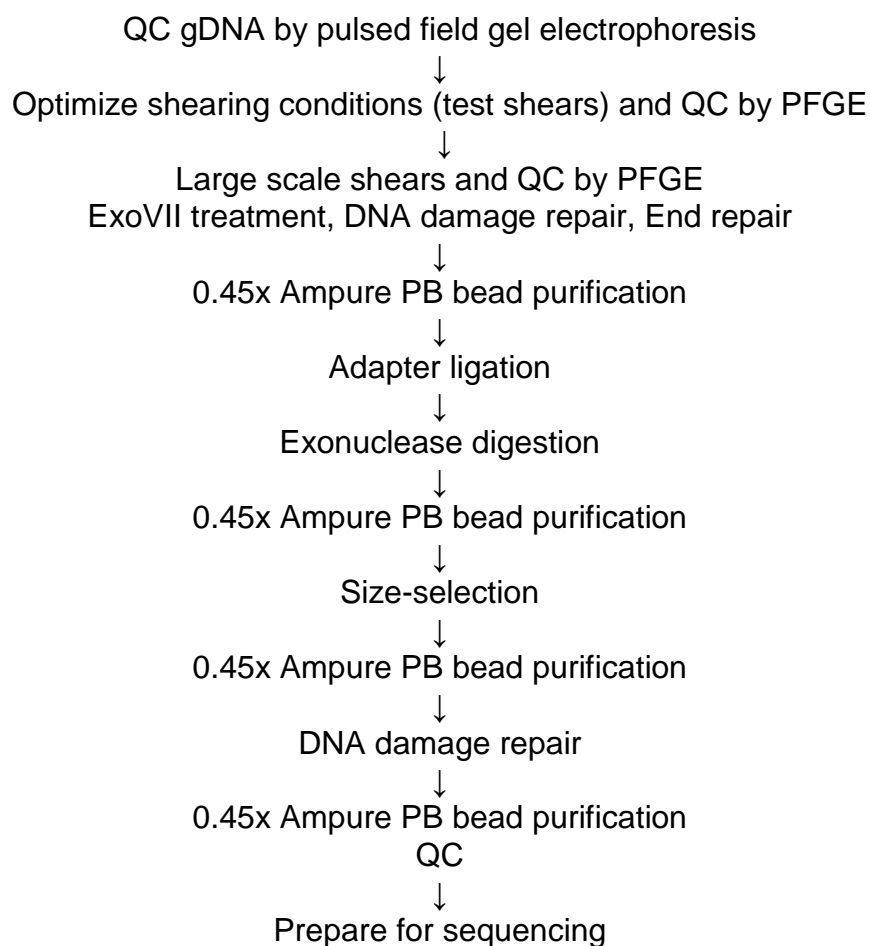 QC gDNA by pulsed field gel electrophoresis
↓
Optimize shearing conditions (test shears) and QC by PFGE
↓
Large scale shears and QC by PFGE
ExoVII treatment, DNA damage repair, End repair
↓
0.45x Ampure PB bead purification
↓
Adapter ligation
↓
Exonuclease digestion
↓
0.45x Ampure PB bead purification
↓
Size-selection
↓
0.45x Ampure PB bead purification
↓
DNA damage repair
↓
0.45x Ampure PB bead purification
QC
↓
Prepare for sequencing